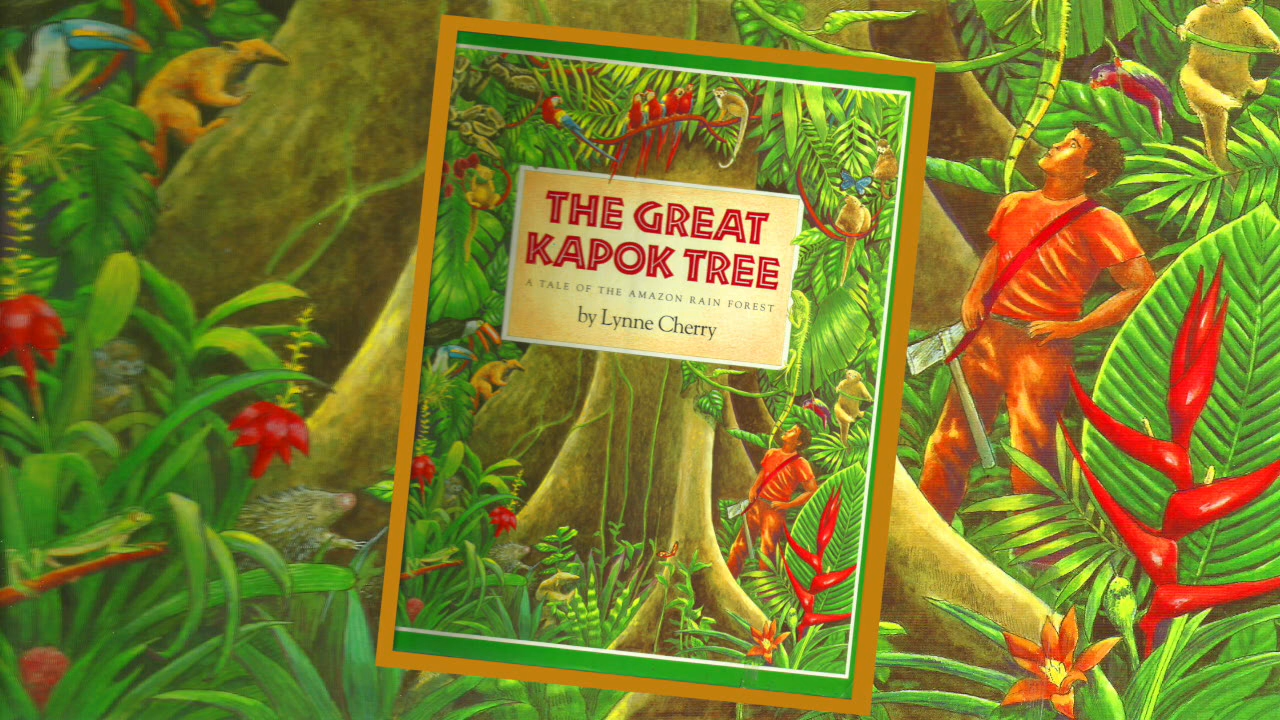 THE GREAT
KAPOK TREE
A TALE OF THE AMAZON RAIN FOREST
by Lynne Cherry